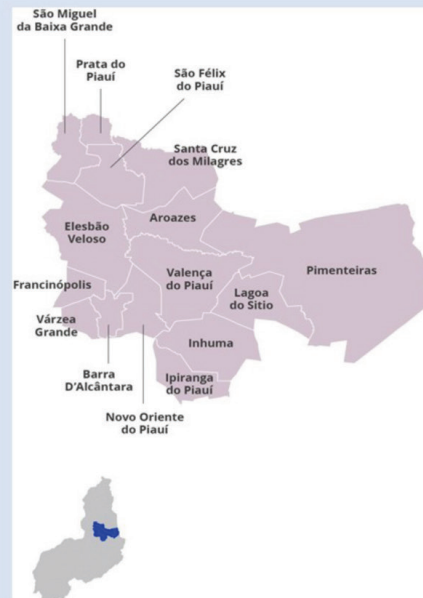 São Miguel
da Baixa Grande
Prata do
Piauí
São Félix
do Piauí
Santa Cruz
dos Milagres
Aroazes
Elesbão
Veloso
Pimenteiras
Valença
do Piauí
Francinópolis
Lagoa
do Sitio
Várzea
Grande
Inhuma
Barra
D'Alcântara
Ipiranga
do Piauí
Novo Oriente
do Piauí